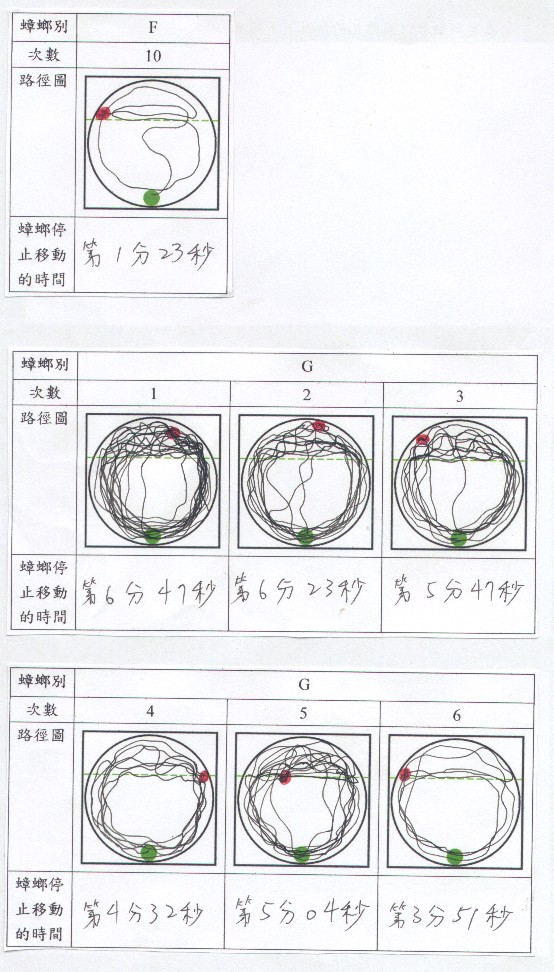 蟑螂別 F
次數 10
路徑圖
蟑螂停
止移動
的時間
第1分23秒
蟑螂別 G
次數 1 2 3
路徑圖
蟑螂停
止移動
的時間
第6分47秒 第6分23秒 第5分47秒
蟑螂別 G
次數 4 5 6
路徑圖
蟑螂停
止移動
的時間
第4分32秒 第5分04秒 第3分51秒